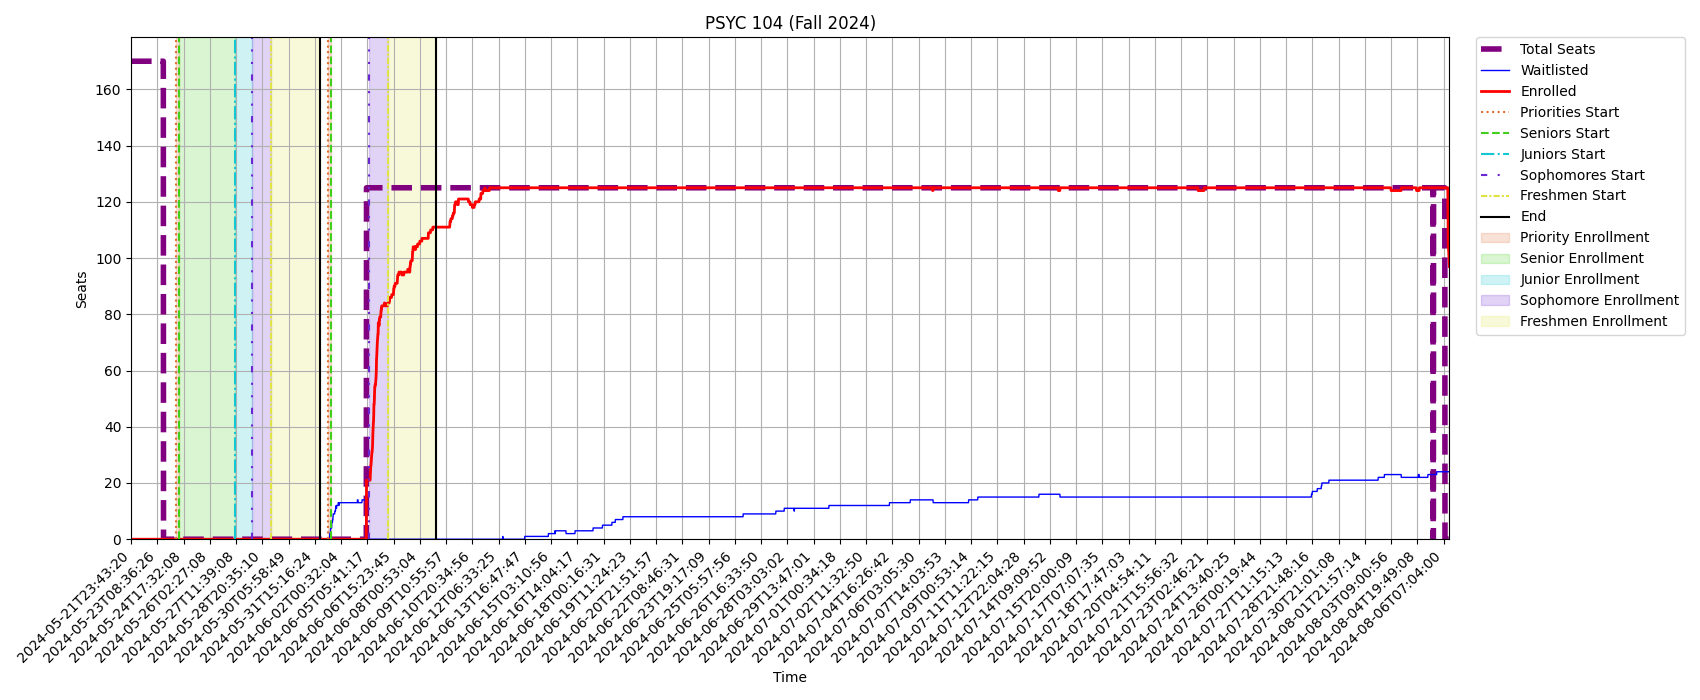 PSYC 104 (Fall 2024)
Total Seats
Waitlisted
Enrolled
Priorities Start
Seniors Start
Juniors Start
Sophomores Start
Freshmen Start
End
Priority Enrollment
Senior Enrollment
Junior Enrollment
Sophomore Enrollment
Freshmen Enrollment
Seats
160
140
120
100
80
60
40
20
0
2024-05-21T23:43:20
2024-05-23T08:36:26
2024-05-24T17:32:08
2024-05-26T02:27:08
2024-05-27T11:39:08
2024-05-28T20:35:10
2024-05-30T05:58:49
2024-05-31T15:16:24
2024-06-02T00:32:04
2024-06-05T05:41:17
2024-06-06T15:23:45
2024-06-08T00:53:04
2024-06-09T10:55:57
2024-06-10T20:34:56
2024-06-12T06:33:25
2024-06-13T16:47:47
2024-06-15T03:10:56
2024-06-16T14:04:17
2024-06-18T00:16:31
2024-06-19T11:24:23
2024-06-20T21:51:57
2024-06-22T08:46:31
2024-06-23T19:17:09
2024-06-25T05:57:56
2024-06-26T16:33:50
2024-06-28T03:03:02
2024-06-29T13:47:01
2024-07-01T00:34:18
2024-07-04T11:32:50
2024-07-04T16:26:42
2024-07-06T03:05:30
2024-07-07T14:03:53
2024-07-09T00:53:14
2024-07-11T11:22:15
2024-07-12T22:04:28
2024-07-14T09:09:52
2024-07-15T20:00:09
2024-07-17T07:07:35
2024-07-18T17:47:03
2024-07-20T04:54:11
2024-07-21T15:56:32
2024-07-23T02:46:21
2024-07-24T13:40:25
2024-07-26T00:19:44
2024-07-27T11:15:13
2024-07-28T21:48:16
2024-07-30T21:01:08
2024-08-01T21:57:14
2024-08-03T09:00:56
2024-08-04T19:49:08
2024-08-06T07:04:00
Time